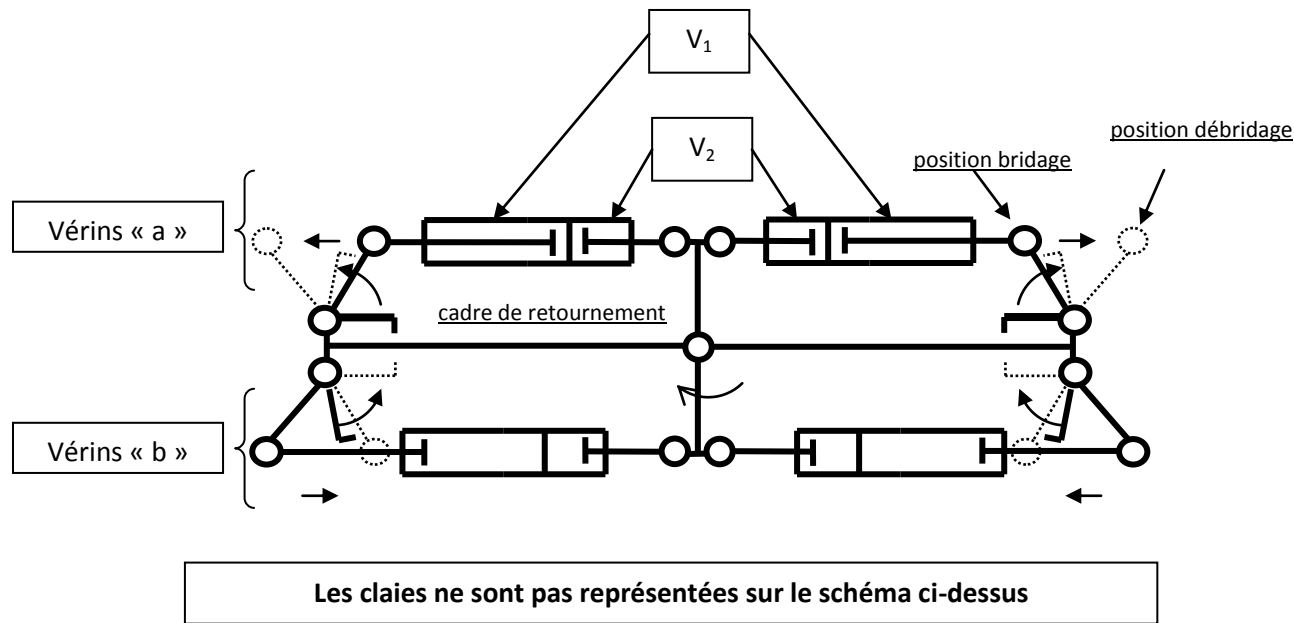 V1
V2
position débridage
position bridage
Vérins « a »
cadre de retournement
Vérins « b »
Les claies ne sont pas représentées sur le schéma ci-dessus